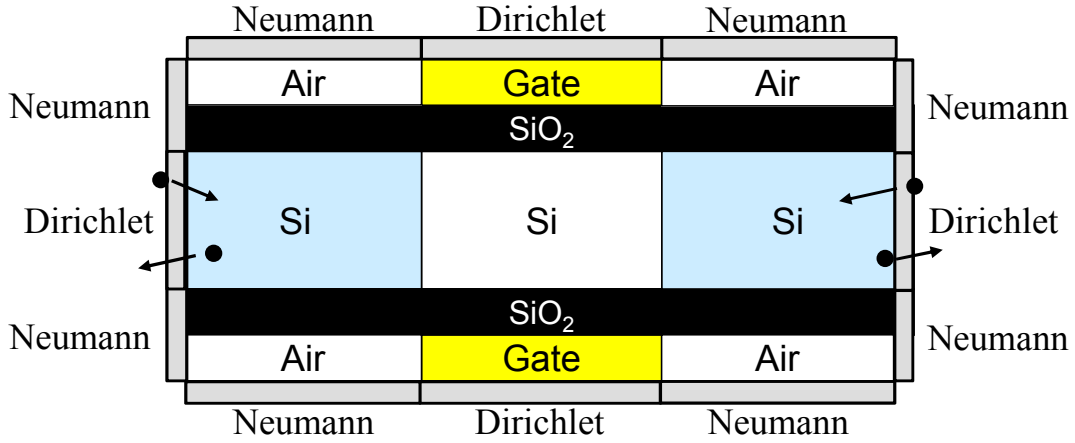 Neumann Dirichlet Neumann
Air Gate Air
Neumann Neumann
SiO₂
Dirichlet Si Si Si Dirichlet
SiO₂
Neumann Neumann
Air Gate Air
Neumann Dirichlet Neumann